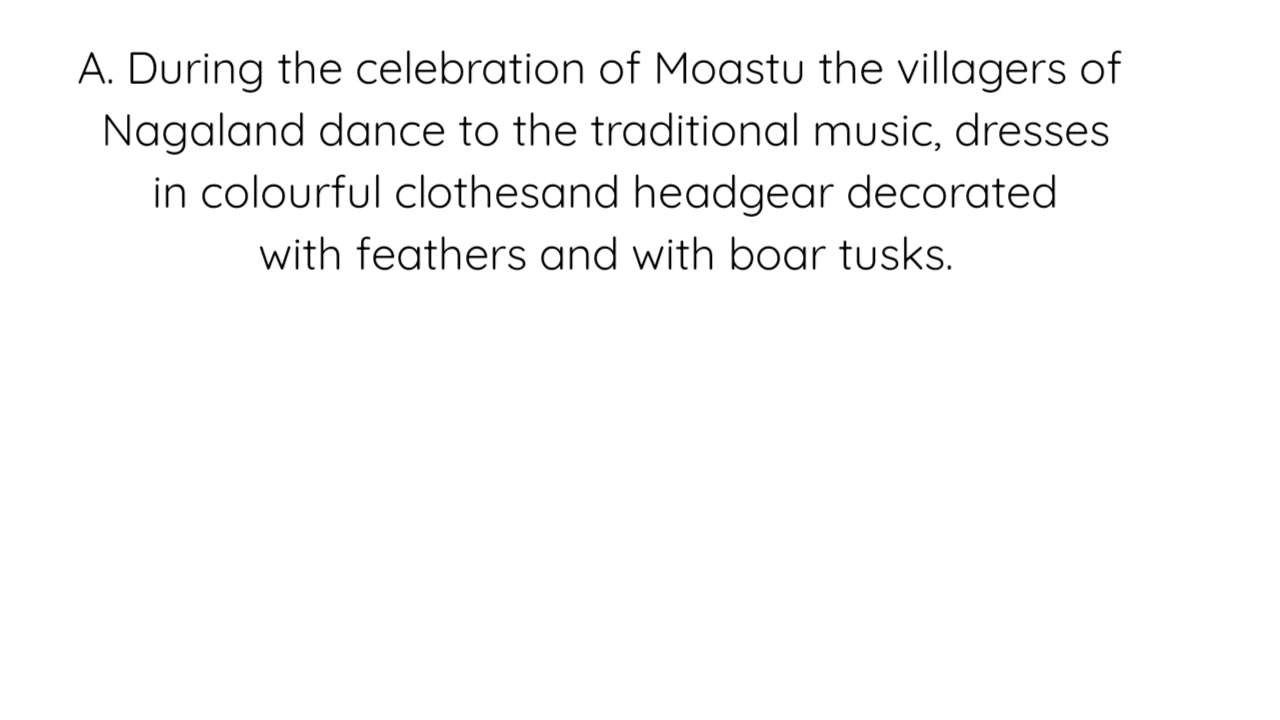 A. During the celebration of Moastu the villagers of
Nagaland dance to the traditional music, dresses
in colourful clothesand headgear decorated
with feathers and with boar tusks.